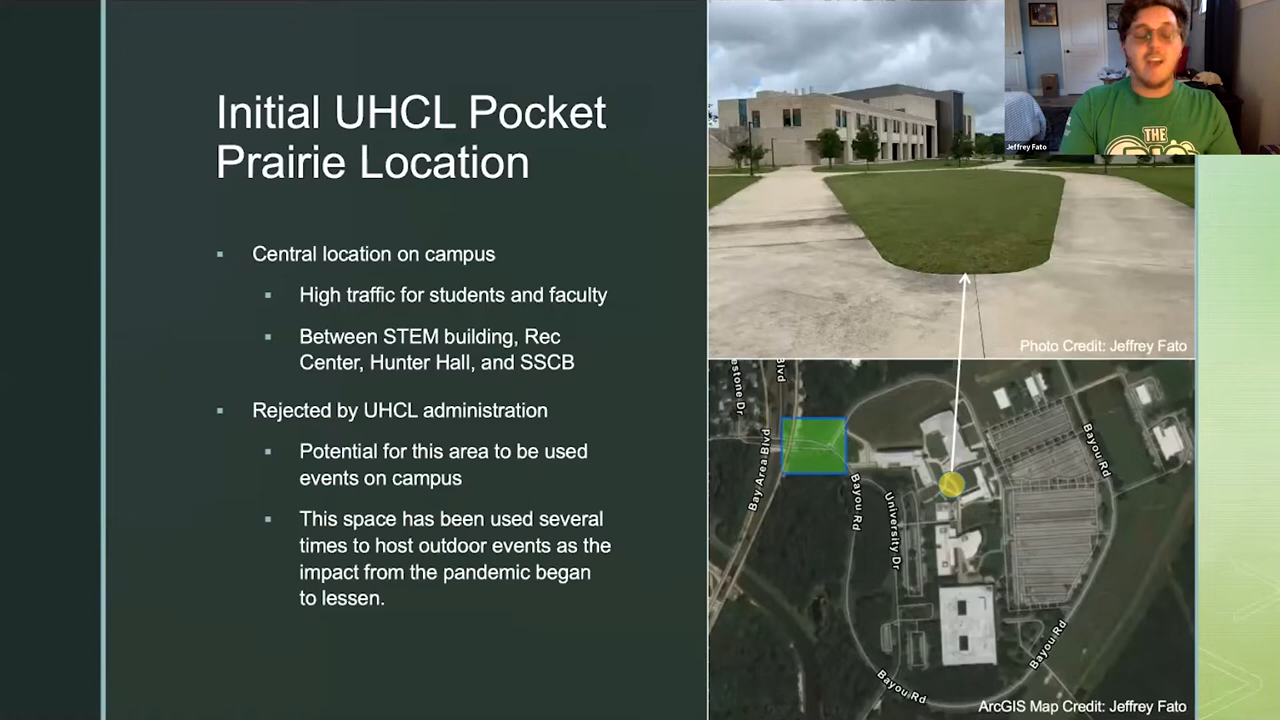 Initial UHCL Pocket
Prairie Location
▪ Central location on campus
▪ High traffic for students and faculty
▪ Between STEM building, Rec
Center, Hunter Hall, and SSCB
▪ Rejected by UHCL administration
▪ Potential for this area to be used
events on campus
▪ This space has been used several
times to host outdoor events as the
impact from the pandemic began
to lessen.
THE
Jeffrey Fato
Photo Credit: Jeffrey Fato
estone Dr
Blvd
Bay Area Blvd
Bayou Rd
University Dr
Bayou Rd
Bayou Rd
Bayou Rd
ArcGIS Map Credit: Jeffrey Fato